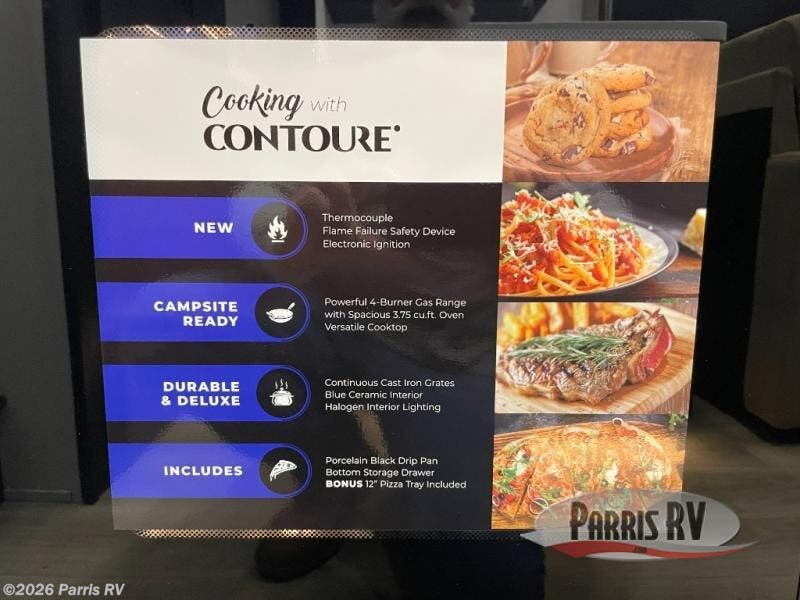 Cooking with
CONTOURE
NEW
Thermocouple
Flame Failure Safety Device
Electronic Ignition
CAMPSITE
READY
Powerful 4-Burner Gas Range
with Spacious 3.75 cu.ft. Oven
Versatile Cooktop
DURABLE
& DELUXE
Continuous Cast Iron Grates
Blue Ceramic Interior
Halogen Interior Lighting
INCLUDES
Porcelain Black Drip Pan
Bottom Storage Drawer
BONUS 12" Pizza Tray Included
PARRIS RV
©2026 Parris RV